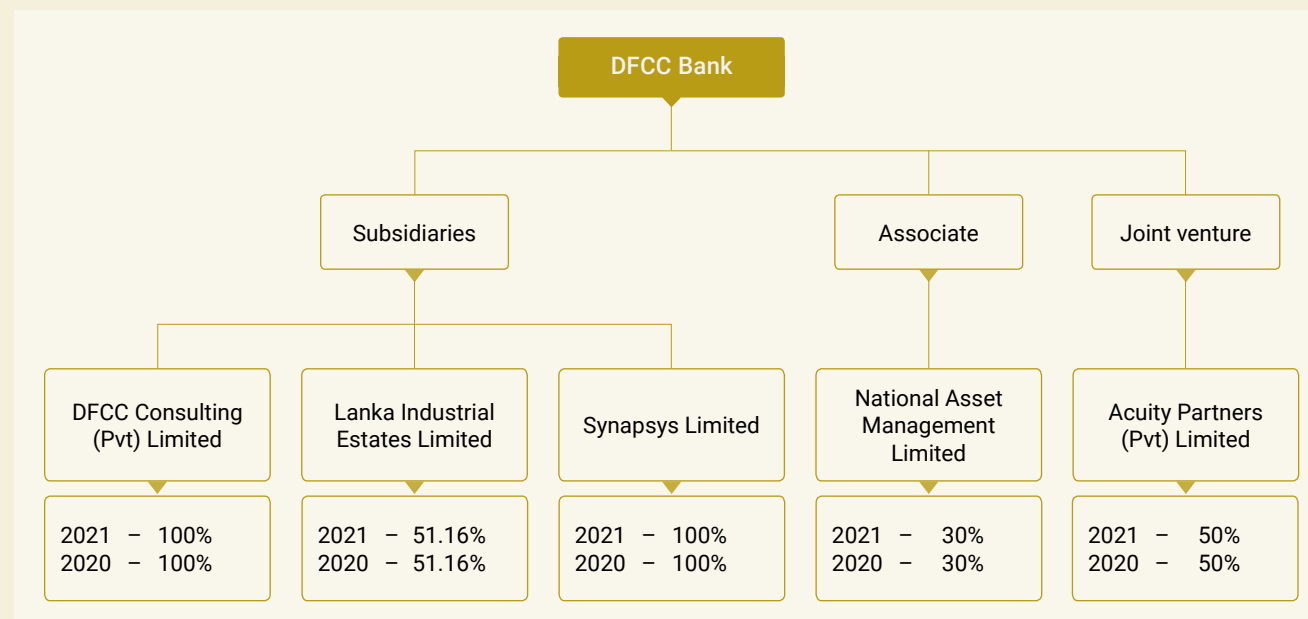 DFCC Bank
Subsidiaries
Associate
Joint venture
DFCC Consulting
(Pvt) Limited
Lanka Industrial
Estates Limited
Synapsys Limited
National Asset
Management
Limited
Acuity Partners
(Pvt) Limited
2021 – 100%
2020 – 100%
2021 – 51.16%
2020 – 51.16%
2021 – 100%
2020 – 100%
2021 – 30%
2020 – 30%
2021 – 50%
2020 – 50%